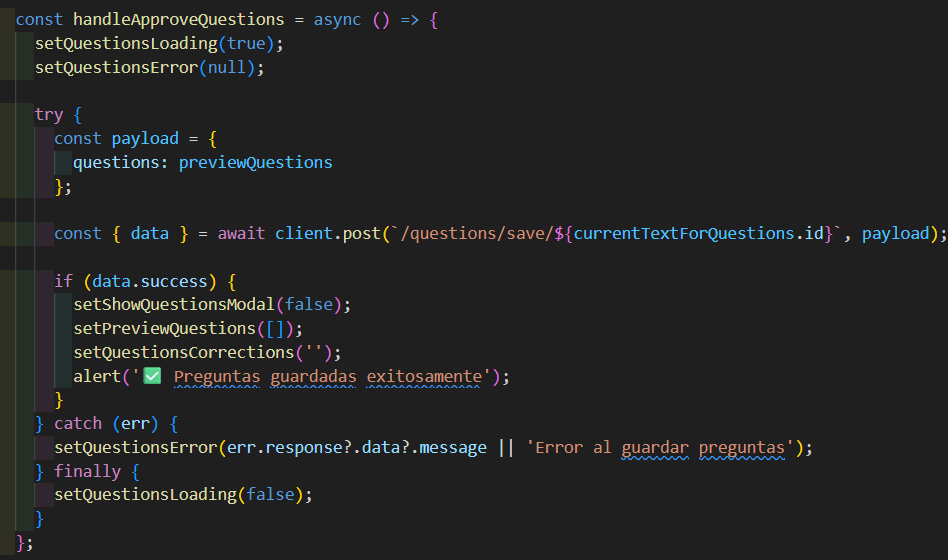 const handleApproveQuestions = async () => {
setQuestionsLoading(true);
setQuestionsError(null);
try {
const payload = {
questions: previewQuestions
};
const { data } = await client.post(`/questions/save/${currentTextForQuestions.id}`, payload);
if (data.success) {
setShowQuestionsModal(false);
setPreviewQuestions([]);
setQuestionsCorrections('');
alert('✅ Preguntas guardadas exitosamente');
}
} catch (err) {
setQuestionsError(err.response?.data?.message || 'Error al guardar preguntas');
} finally {
setQuestionsLoading(false);
}
};